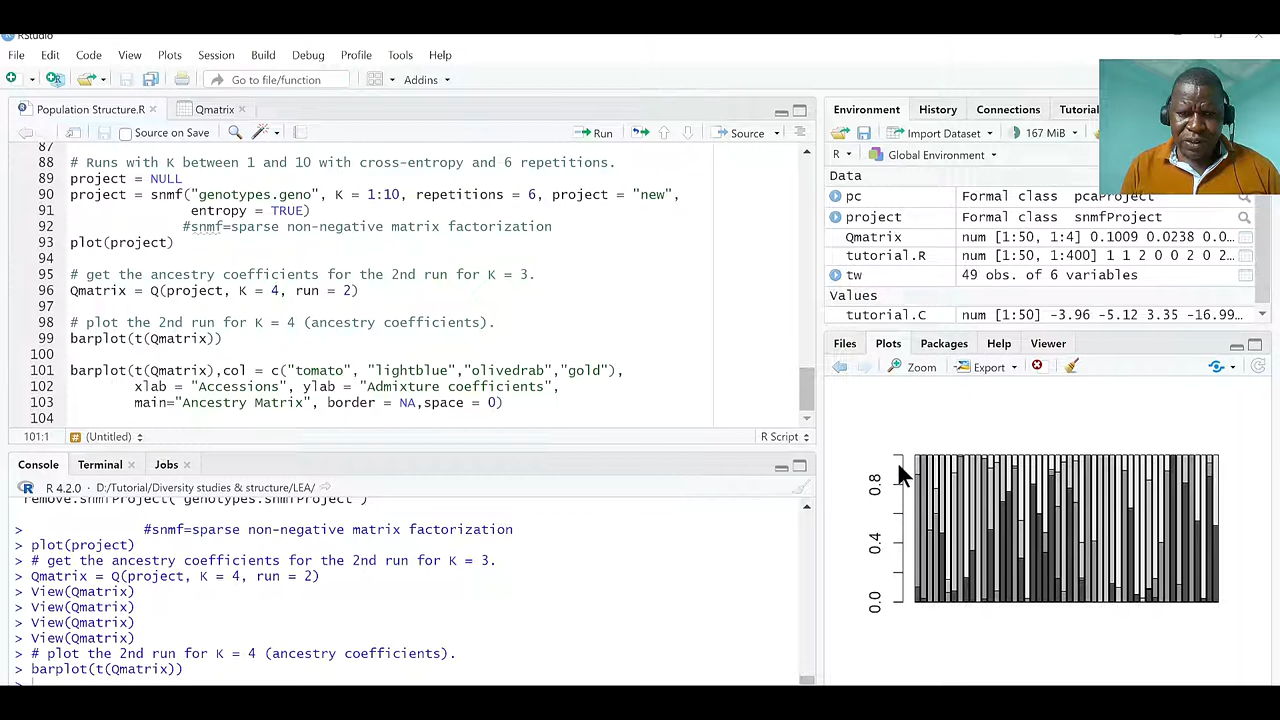 RStudio
File Edit Code View Plots Session Build Debug Profile Tools Help
Go to file/function Addins
Population Structure.R Qmatrix
Source on Save Run Source
87
88 # Runs with K between 1 and 10 with cross-entropy and 6 repetitions.
89 project = NULL
90 project = snmf("genotypes.geno", K = 1:10, repetitions = 6, project = "new",
91 entropy = TRUE)
92 #snmf=sparse non-negative matrix factorization
93 plot(project)
94
95 # get the ancestry coefficients for the 2nd run for K = 3.
96 Qmatrix = Q(project, K = 4, run = 2)
97
98 # plot the 2nd run for K = 4 (ancestry coefficients).
99 barplot(t(Qmatrix))
100
101 barplot(t(Qmatrix),col = c("tomato", "lightblue","olivedrab","gold"),
102 xlab = "Accessions", ylab = "Admixture coefficients",
103 main="Ancestry Matrix", border = NA,space = 0)
104
101:1 # (Untitled) R Script
Console Terminal Jobs
R 4.2.0 · D:/Tutorial/Diversity studies & structure/LEA/
remove.snmfProject("genotypes.snmfProject")
> #snmf=sparse non-negative matrix factorization
> plot(project)
> # get the ancestry coefficients for the 2nd run for K = 3.
> Qmatrix = Q(project, K = 4, run = 2)
> View(Qmatrix)
> View(Qmatrix)
> View(Qmatrix)
> View(Qmatrix)
> # plot the 2nd run for K = 4 (ancestry coefficients).
> barplot(t(Qmatrix))
>
Environment History Connections Tutorial
Import Dataset 167 MiB
R Global Environment
Data
pc Formal class pcaProject
project Formal class snmfProject
Qmatrix num [1:50, 1:4] 0.1009 0.0238 0.0…
tutorial.R num [1:50, 1:400] 1 1 2 0 0 2 0 2…
tw 49 obs. of 6 variables
Values
tutorial.C num [1:50] -3.96 -5.12 3.35 -16.99…
Files Plots Packages Help Viewer
Zoom Export
0.8
0.4
0.0